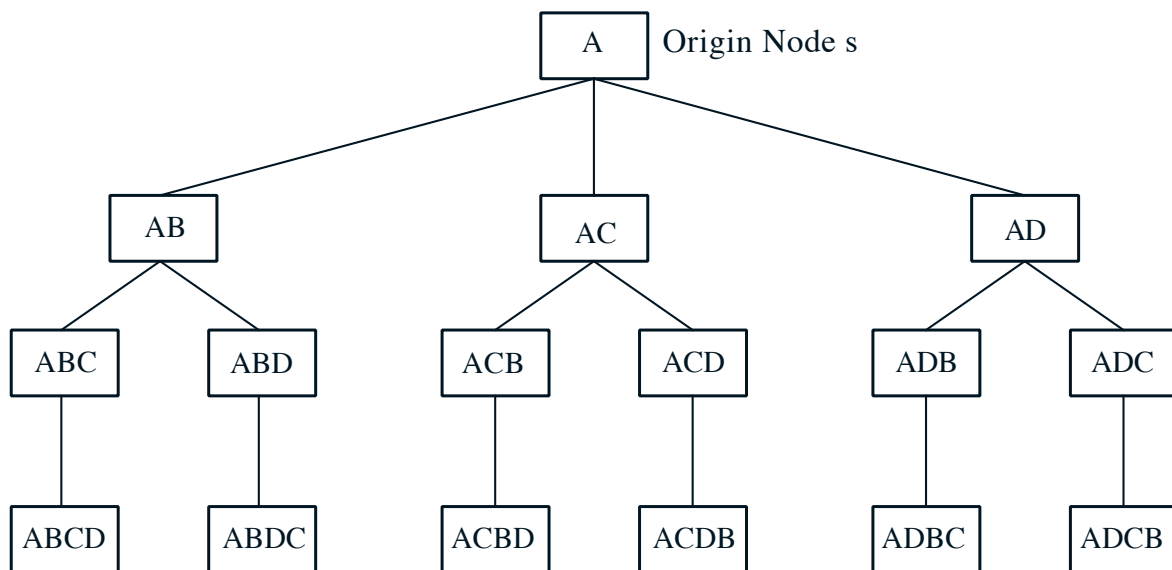 A
Origin Node s
AB
AC
AD
ABC
ABD
ACB
ACD
ADB
ADC
ABCD
ABDC
ACBD
ACDB
ADBC
ADCB